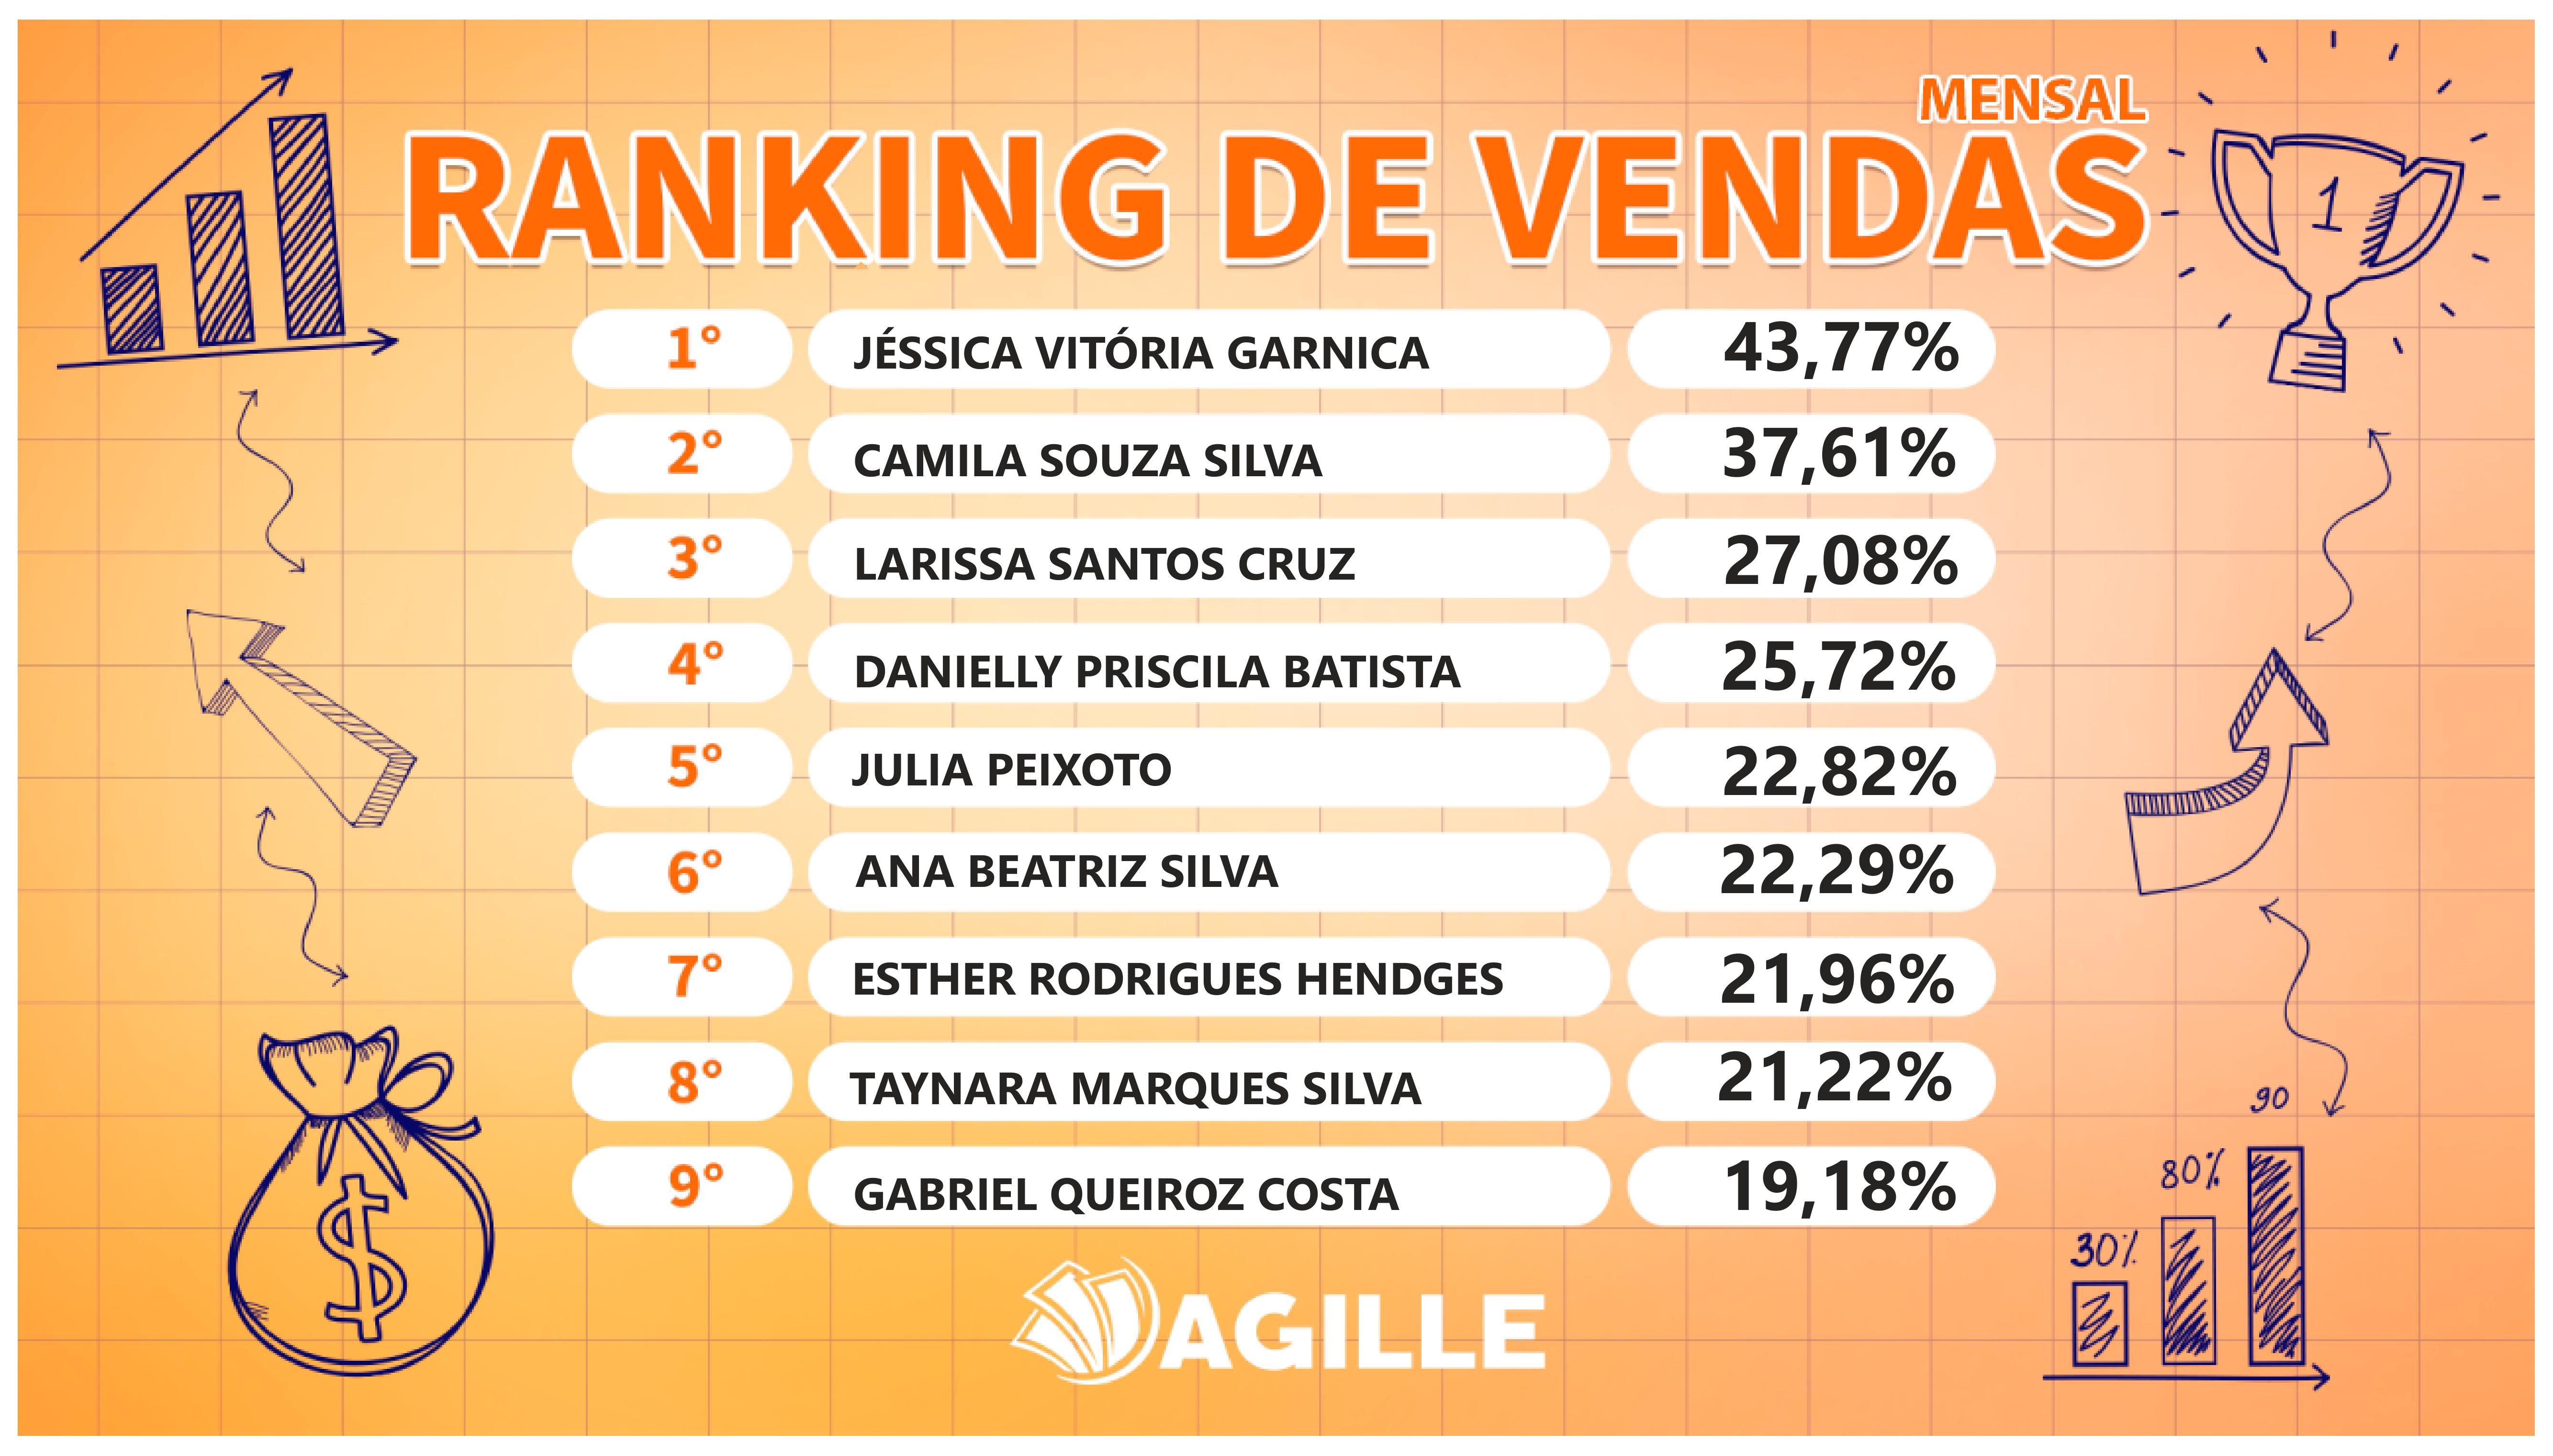 MENSAL
RANKING DE VENDAS
1
1° JÉSSICA VITÓRIA GARNICA 43,77%
2° CAMILA SOUZA SILVA 37,61%
3° LARISSA SANTOS CRUZ 27,08%
4° DANIELLY PRISCILA BATISTA 25,72%
5° JULIA PEIXOTO 22,82%
6° ANA BEATRIZ SILVA 22,29%
7° ESTHER RODRIGUES HENDGES 21,96%
8° TAYNARA MARQUES SILVA 21,22%
9° GABRIEL QUEIROZ COSTA 19,18%
$
30% 80% 90
AGILLE